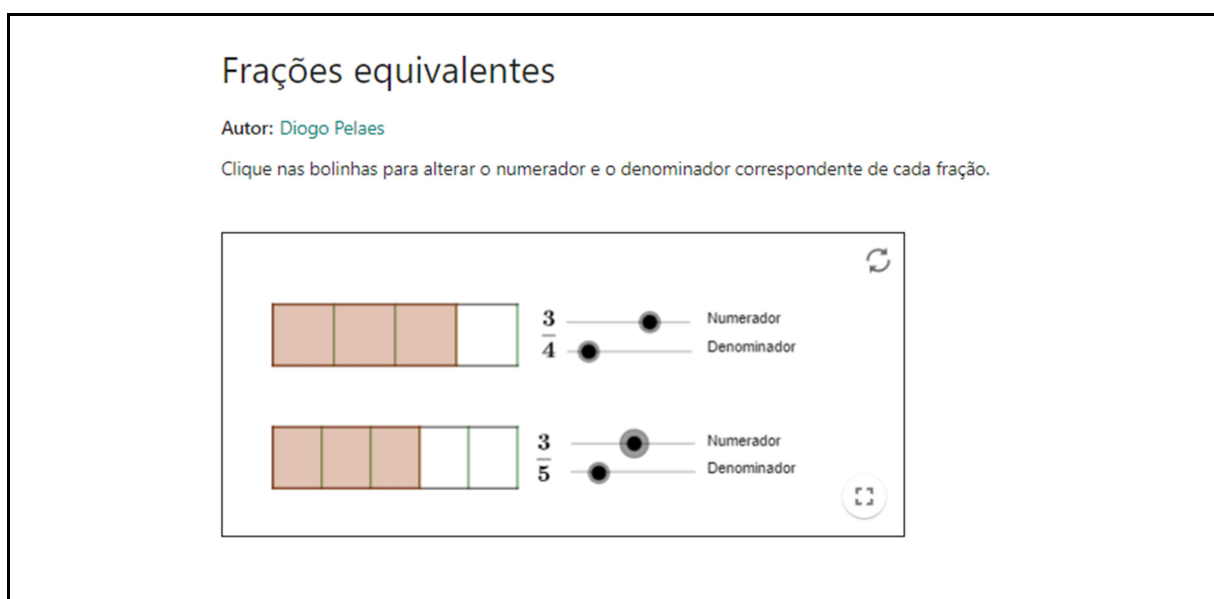 Frações equivalentes
Autor: Diogo Pelaes
Clique nas bolinhas para alterar o numerador e o denominador correspondente de cada fração.
3
4
Numerador
Denominador
3
5
Numerador
Denominador